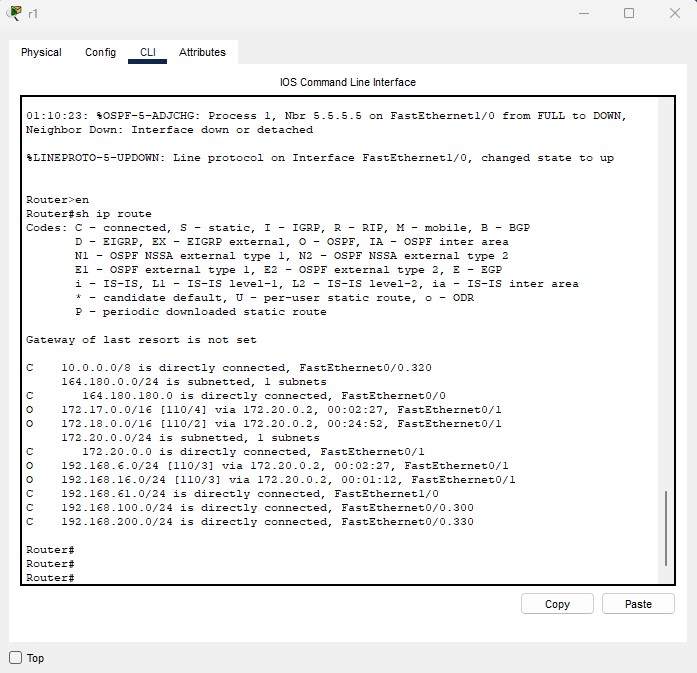 r1
Physical Config CLI Attributes
IOS Command Line Interface
01:10:23: %OSPF-5-ADJCHG: Process 1, Nbr 5.5.5.5 on FastEthernet1/0 from FULL to DOWN,
Neighbor Down: Interface down or detached
%LINEPROTO-5-UPDOWN: Line protocol on Interface FastEthernet1/0, changed state to up
Router>en
Router#sh ip route
Codes: C - connected, S - static, I - IGRP, R - RIP, M - mobile, B - BGP
D - EIGRP, EX - EIGRP external, O - OSPF, IA - OSPF inter area
N1 - OSPF NSSA external type 1, N2 - OSPF NSSA external type 2
E1 - OSPF external type 1, E2 - OSPF external type 2, E - EGP
i - IS-IS, L1 - IS-IS level-1, L2 - IS-IS level-2, ia - IS-IS inter area
* - candidate default, U - per-user static route, o - ODR
P - periodic downloaded static route
Gateway of last resort is not set
C    10.0.0.0/8 is directly connected, FastEthernet0/0.320
164.180.0.0/24 is subnetted, 1 subnets
C       164.180.180.0 is directly connected, FastEthernet0/0
O    172.17.0.0/16 [110/4] via 172.20.0.2, 00:02:27, FastEthernet0/1
O    172.18.0.0/16 [110/2] via 172.20.0.2, 00:24:52, FastEthernet0/1
172.20.0.0/24 is subnetted, 1 subnets
C       172.20.0.0 is directly connected, FastEthernet0/1
O    192.168.6.0/24 [110/3] via 172.20.0.2, 00:02:27, FastEthernet0/1
O    192.168.16.0/24 [110/3] via 172.20.0.2, 00:01:12, FastEthernet0/1
C    192.168.61.0/24 is directly connected, FastEthernet1/0
C    192.168.100.0/24 is directly connected, FastEthernet0/0.300
C    192.168.200.0/24 is directly connected, FastEthernet0/0.330
Router#
Router#
Router#
Copy Paste
Top